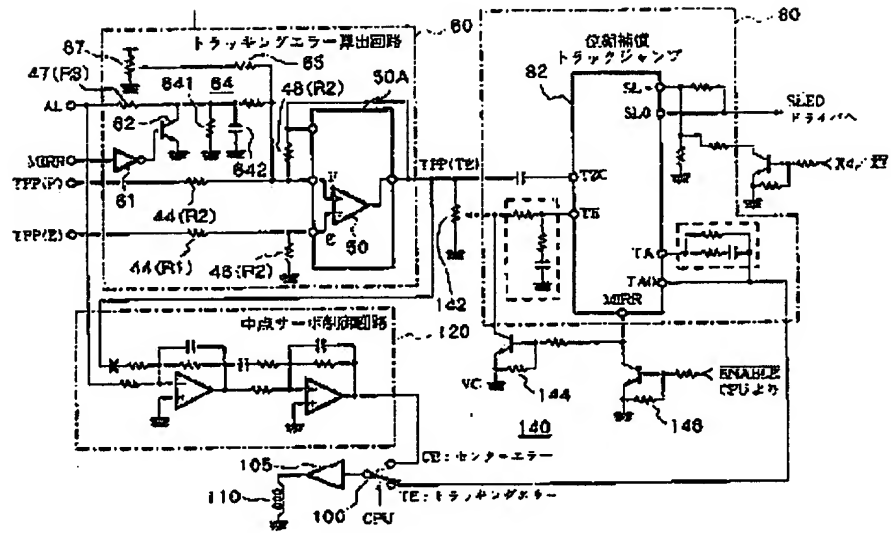 トラッキングエラー算出回路
60
80
位相補償
トラックジャンプ
67
65
47(R3)
641
64
48(R2)
50A
82
SL-
SLO
SLED
ドライバへ
AL
62
642
MIRR
61
TPP(F)
44(R2)
TPP(TE)
TZC
TE
50
TPP(E)
44(R1)
46(R2)
142
TA
TAO
MIRR
中点サーボ制御回路
120
VC
144
ENABLE
CPUより
146
140
CE:センターエラー
105
110
100
CPU
TE:トラッキングエラー